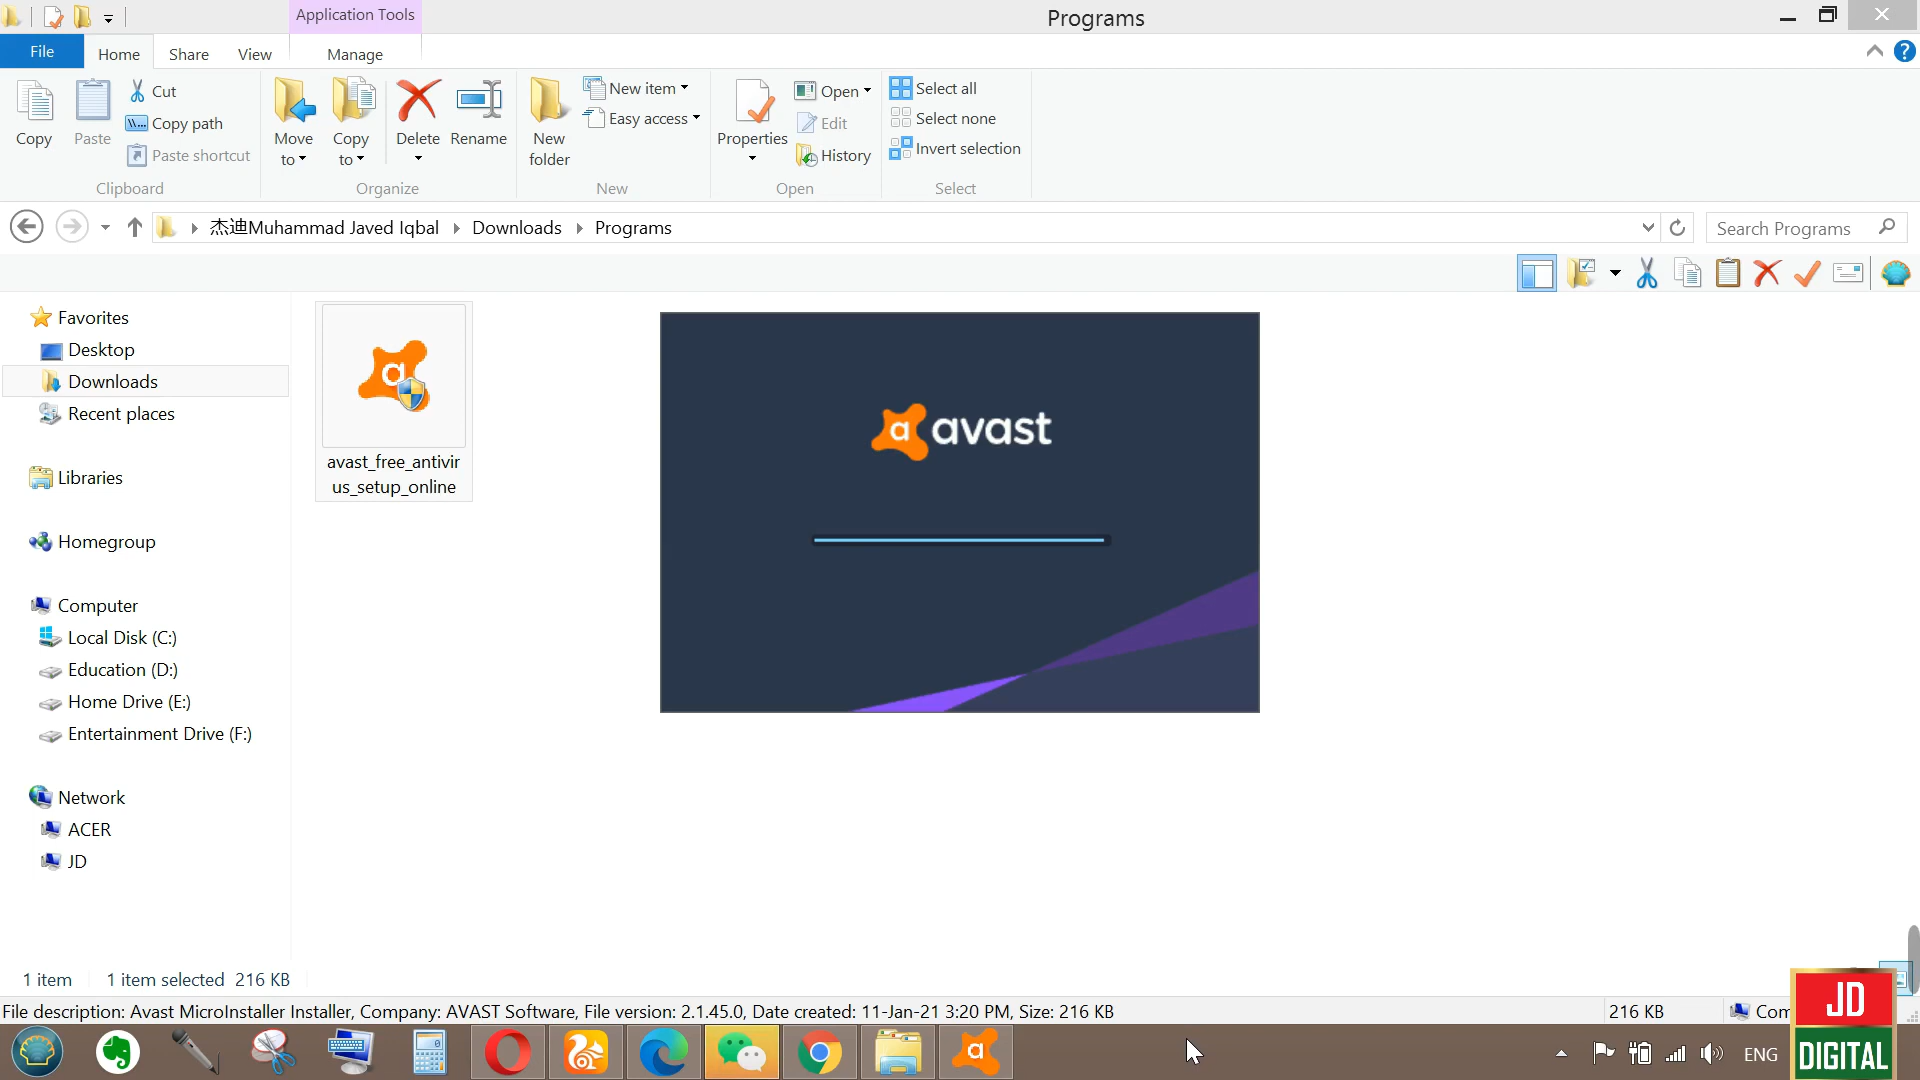 Application Tools
Programs
File
Home
Share
View
Manage
Copy
Paste
Cut
Copy path
Paste shortcut
Clipboard
Move to
Copy to
Delete
Rename
Organize
New folder
New item
Easy access
New
Properties
Open
Edit
History
Open
Select all
Select none
Invert selection
Select
杰迪Muhammad Javed Iqbal
Downloads
Programs
Search Programs
Favorites
Desktop
Downloads
Recent places
Libraries
Homegroup
Computer
Local Disk (C:)
Education (D:)
Home Drive (E:)
Entertainment Drive (F:)
Network
ACER
JD
a
avast_free_antivir
us_setup_online
a avast
1 item
1 item selected 216 KB
File description: Avast MicroInstaller Installer, Company: AVAST Software, File version: 2.1.45.0, Date created: 11-Jan-21 3:20 PM, Size: 216 KB
216 KB
Com
a
ENG
JD
DIGITAL